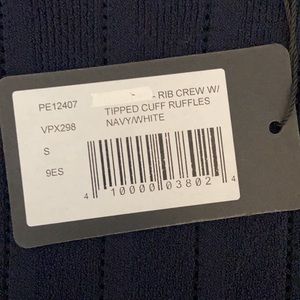 PE12407
RIB CREW W/
TIPPED CUFF RUFFLES
VPX298
NAVY/WHITE
S
9ES
4 10000 03802 4